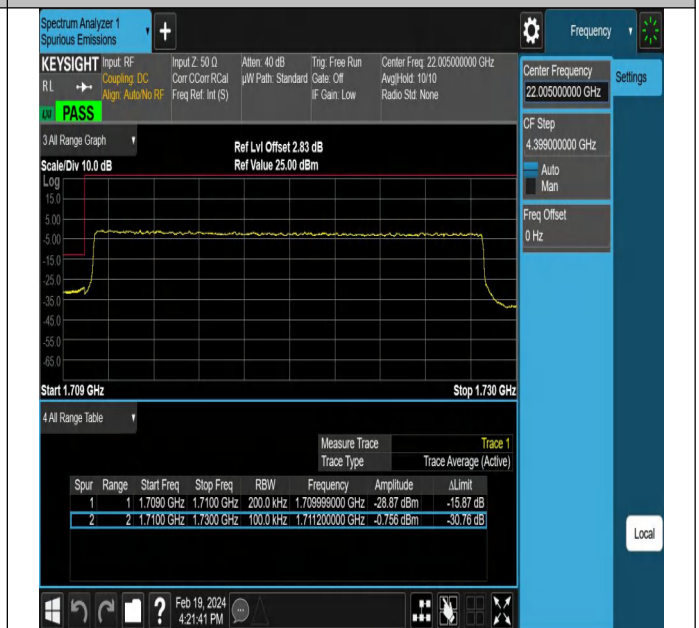 Spectrum Analyzer 1
Spurious Emissions
Frequency
KEYSIGHT Input: RF Input Z: 50 Ω Atten: 40 dB Trig: Free Run Center Freq: 22.005000000 GHz
RL Coupling: DC Corr CCorr RCal µW Path: Standard Gate: Off Avg|Hold: 10/10
Align: Auto/No RF Freq Ref: Int (S) IF Gain: Low Radio Std: None
PASS
Center Frequency
22.005000000 GHz
Settings
CF Step
4.399000000 GHz
Auto
Man
Freq Offset
0 Hz
3 All Range Graph
Ref Lvl Offset 2.83 dB
Scale/Div 10.0 dB Ref Value 25.00 dBm
Log
15.0
5.00
-5.00
-15.0
-25.0
-35.0
-45.0
-55.0
-65.0
Start 1.709 GHz Stop 1.730 GHz
4 All Range Table
Measure Trace Trace 1
Trace Type Trace Average (Active)
Spur Range Start Freq Stop Freq RBW Frequency Amplitude ΔLimit
1 1 1.7090 GHz 1.7100 GHz 200.0 kHz 1.709999000 GHz -28.87 dBm -15.87 dB
2 2 1.7100 GHz 1.7300 GHz 100.0 kHz 1.711200000 GHz -0.756 dBm -30.76 dB
Local
? Feb 19, 2024
4:21:41 PM